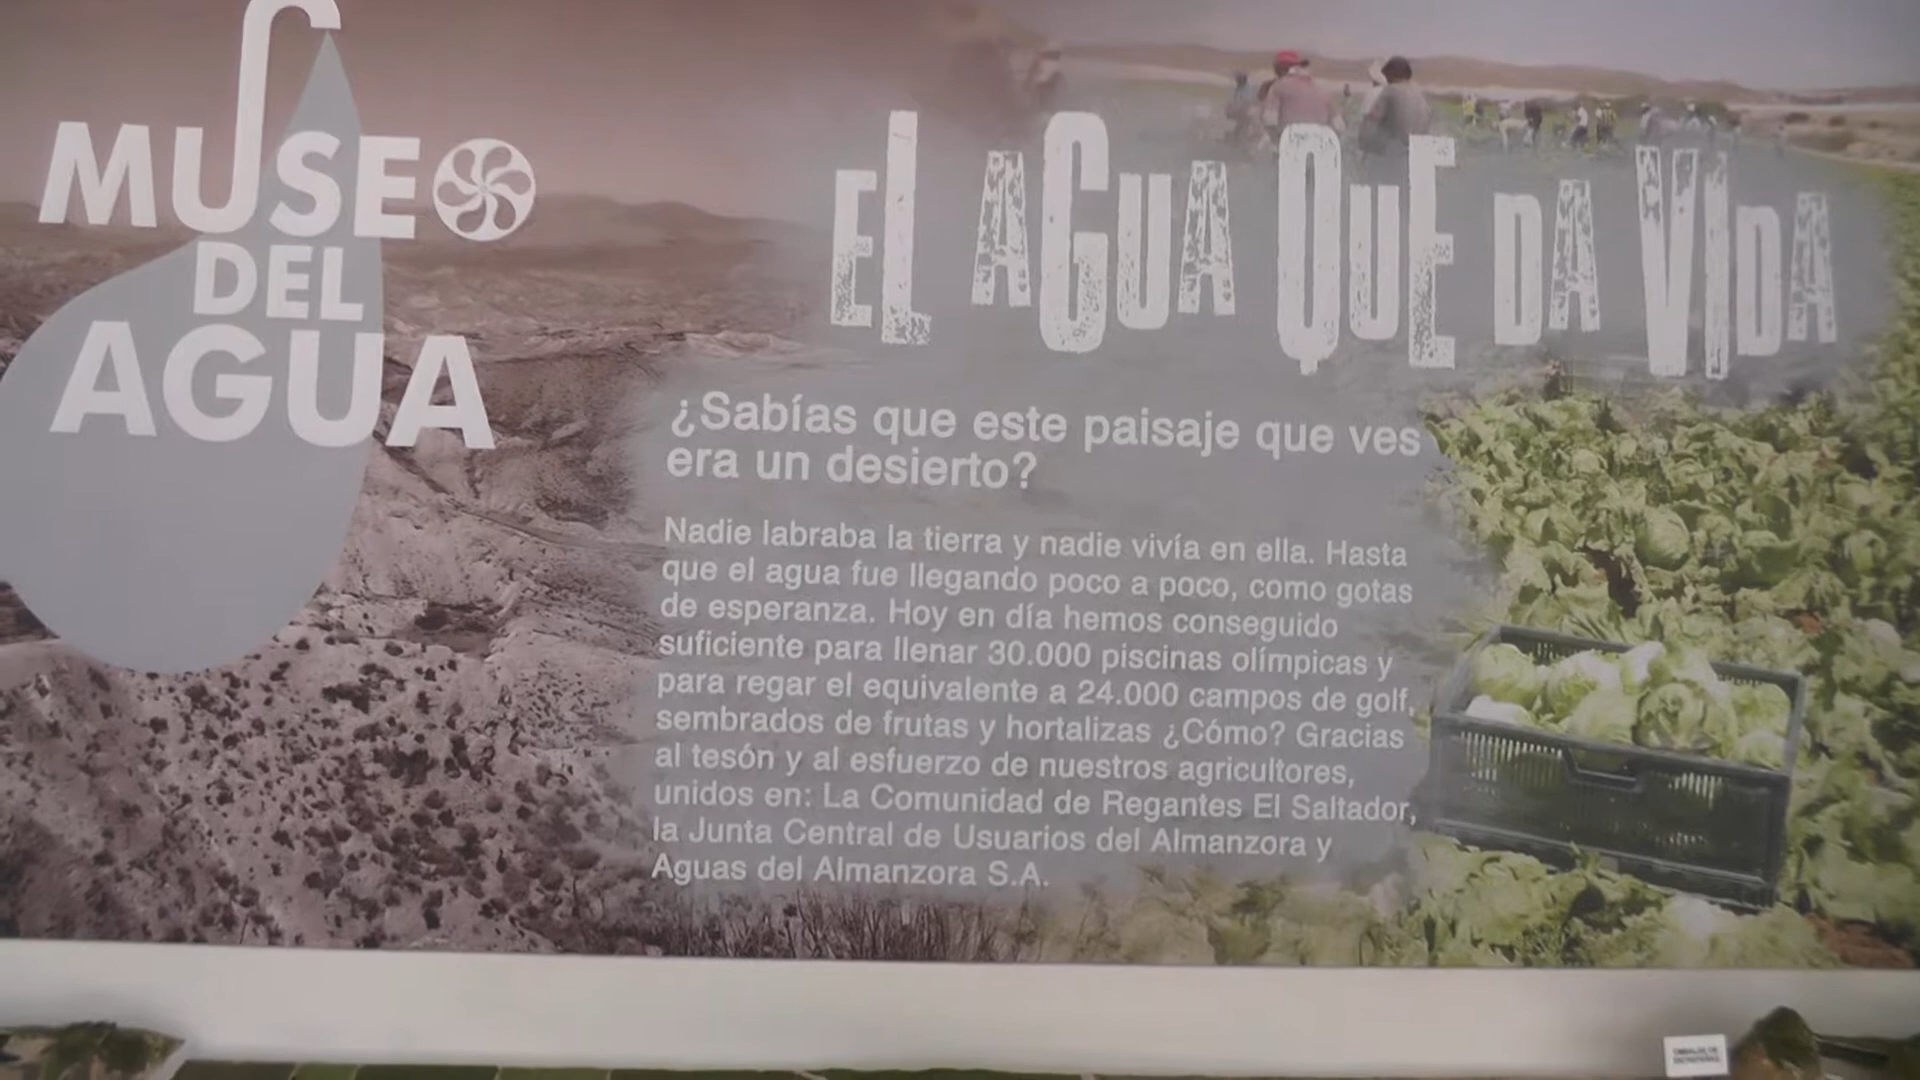 MUSEO
DEL
AGUA
EL AGUA QUE DA VIDA
¿Sabías que este paisaje que ves
era un desierto?
Nadie labraba la tierra y nadie vivía en ella. Hasta
que el agua fue llegando poco a poco, como gotas
de esperanza. Hoy en día hemos conseguido
suficiente para llenar 30.000 piscinas olímpicas y
para regar el equivalente a 24.000 campos de golf,
sembrados de frutas y hortalizas ¿Cómo? Gracias
al tesón y al esfuerzo de nuestros agricultores,
unidos en: La Comunidad de Regantes El Saltador,
la Junta Central de Usuarios del Almanzora y
Aguas del Almanzora S.A.